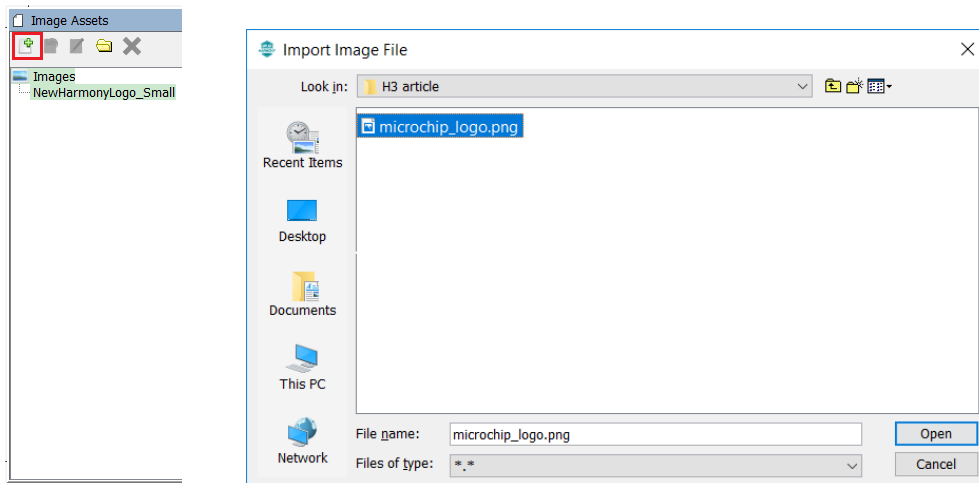 Image Assets
Images
NewHarmonyLogo_Small
Import Image File
Look in:
H3 article
microchip_logo.png
Recent Items
Desktop
Documents
This PC
Network
File name:
microchip_logo.png
Open
Files of type:
*.*
Cancel